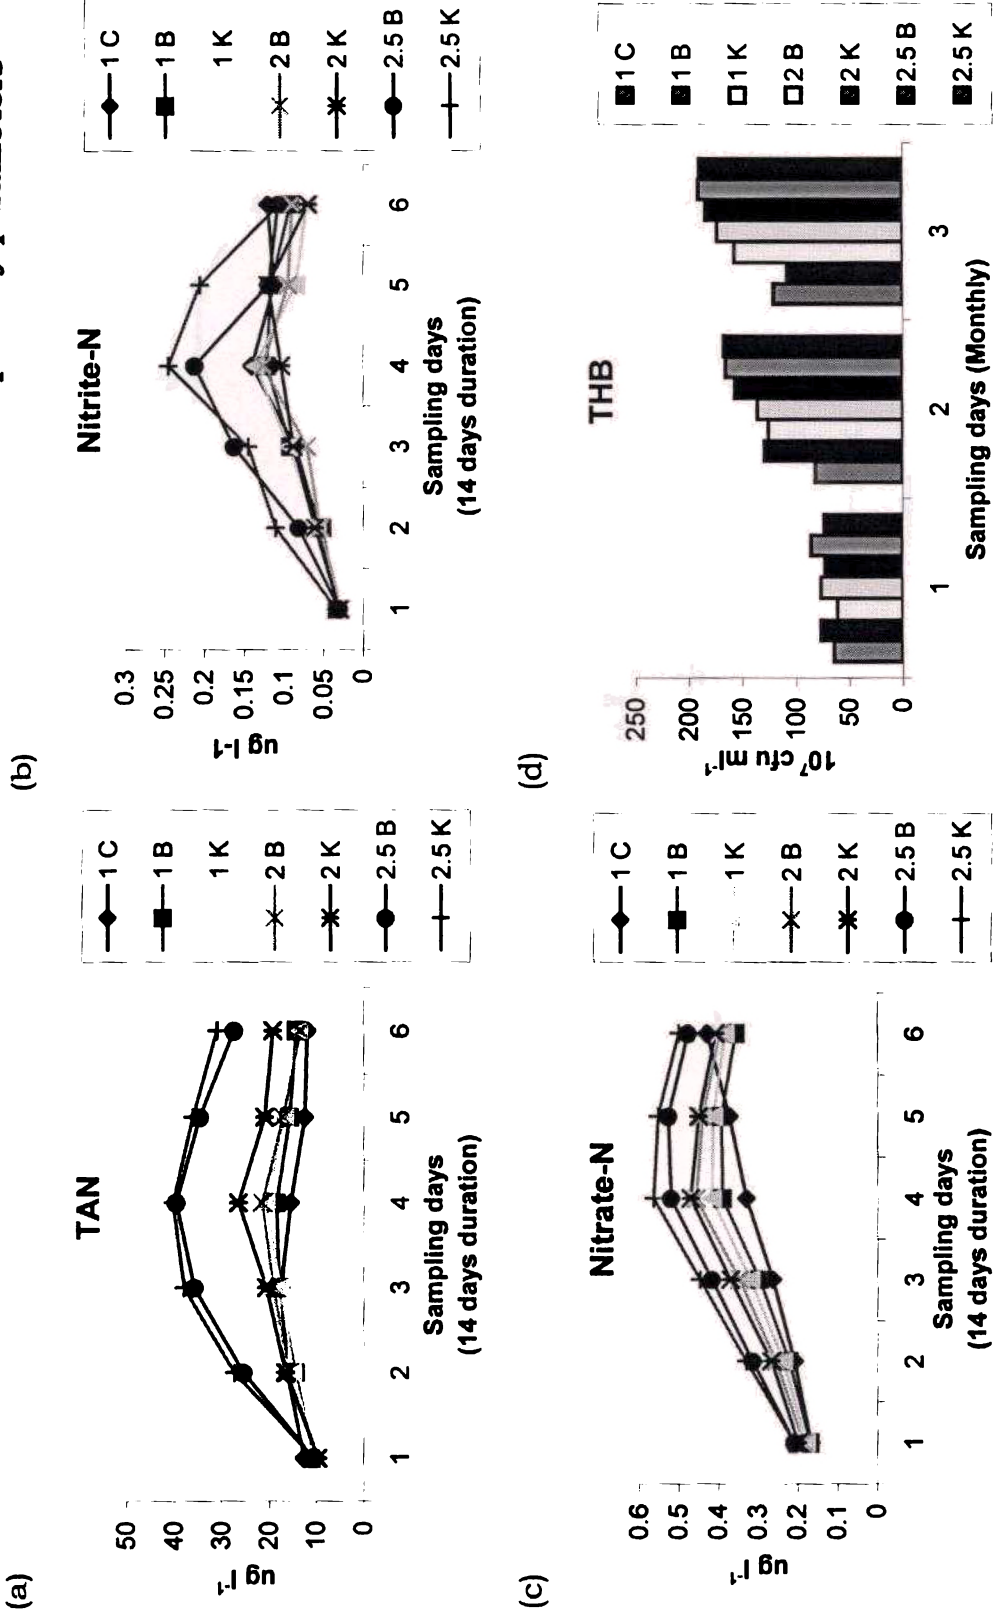 (a)
TAN
50
40
30
20
10
0
ug l-1
1 2 3 4 5 6
Sampling days
(14 days duration)
1 C
1 B
1 K
2 B
2 K
2.5 B
2.5 K
(b)
Nitrite-N
0.3
0.25
0.2
0.15
0.1
0.05
0
ug l-1
1 2 3 4 5 6
Sampling days
(14 days duration)
1 C
1 B
1 K
2 B
2 K
2.5 B
2.5 K
(c)
Nitrate-N
0.6
0.5
0.4
0.3
0.2
0.1
0
ug l-1
1 2 3 4 5 6
Sampling days
(14 days duration)
1 C
1 B
1 K
2 B
2 K
2.5 B
2.5 K
(d)
THB
250
200
150
100
50
0
10⁷ cfu ml-1
1 2 3
Sampling days (Monthly)
1 C
1 B
1 K
2 B
2 K
2.5 B
2.5 K